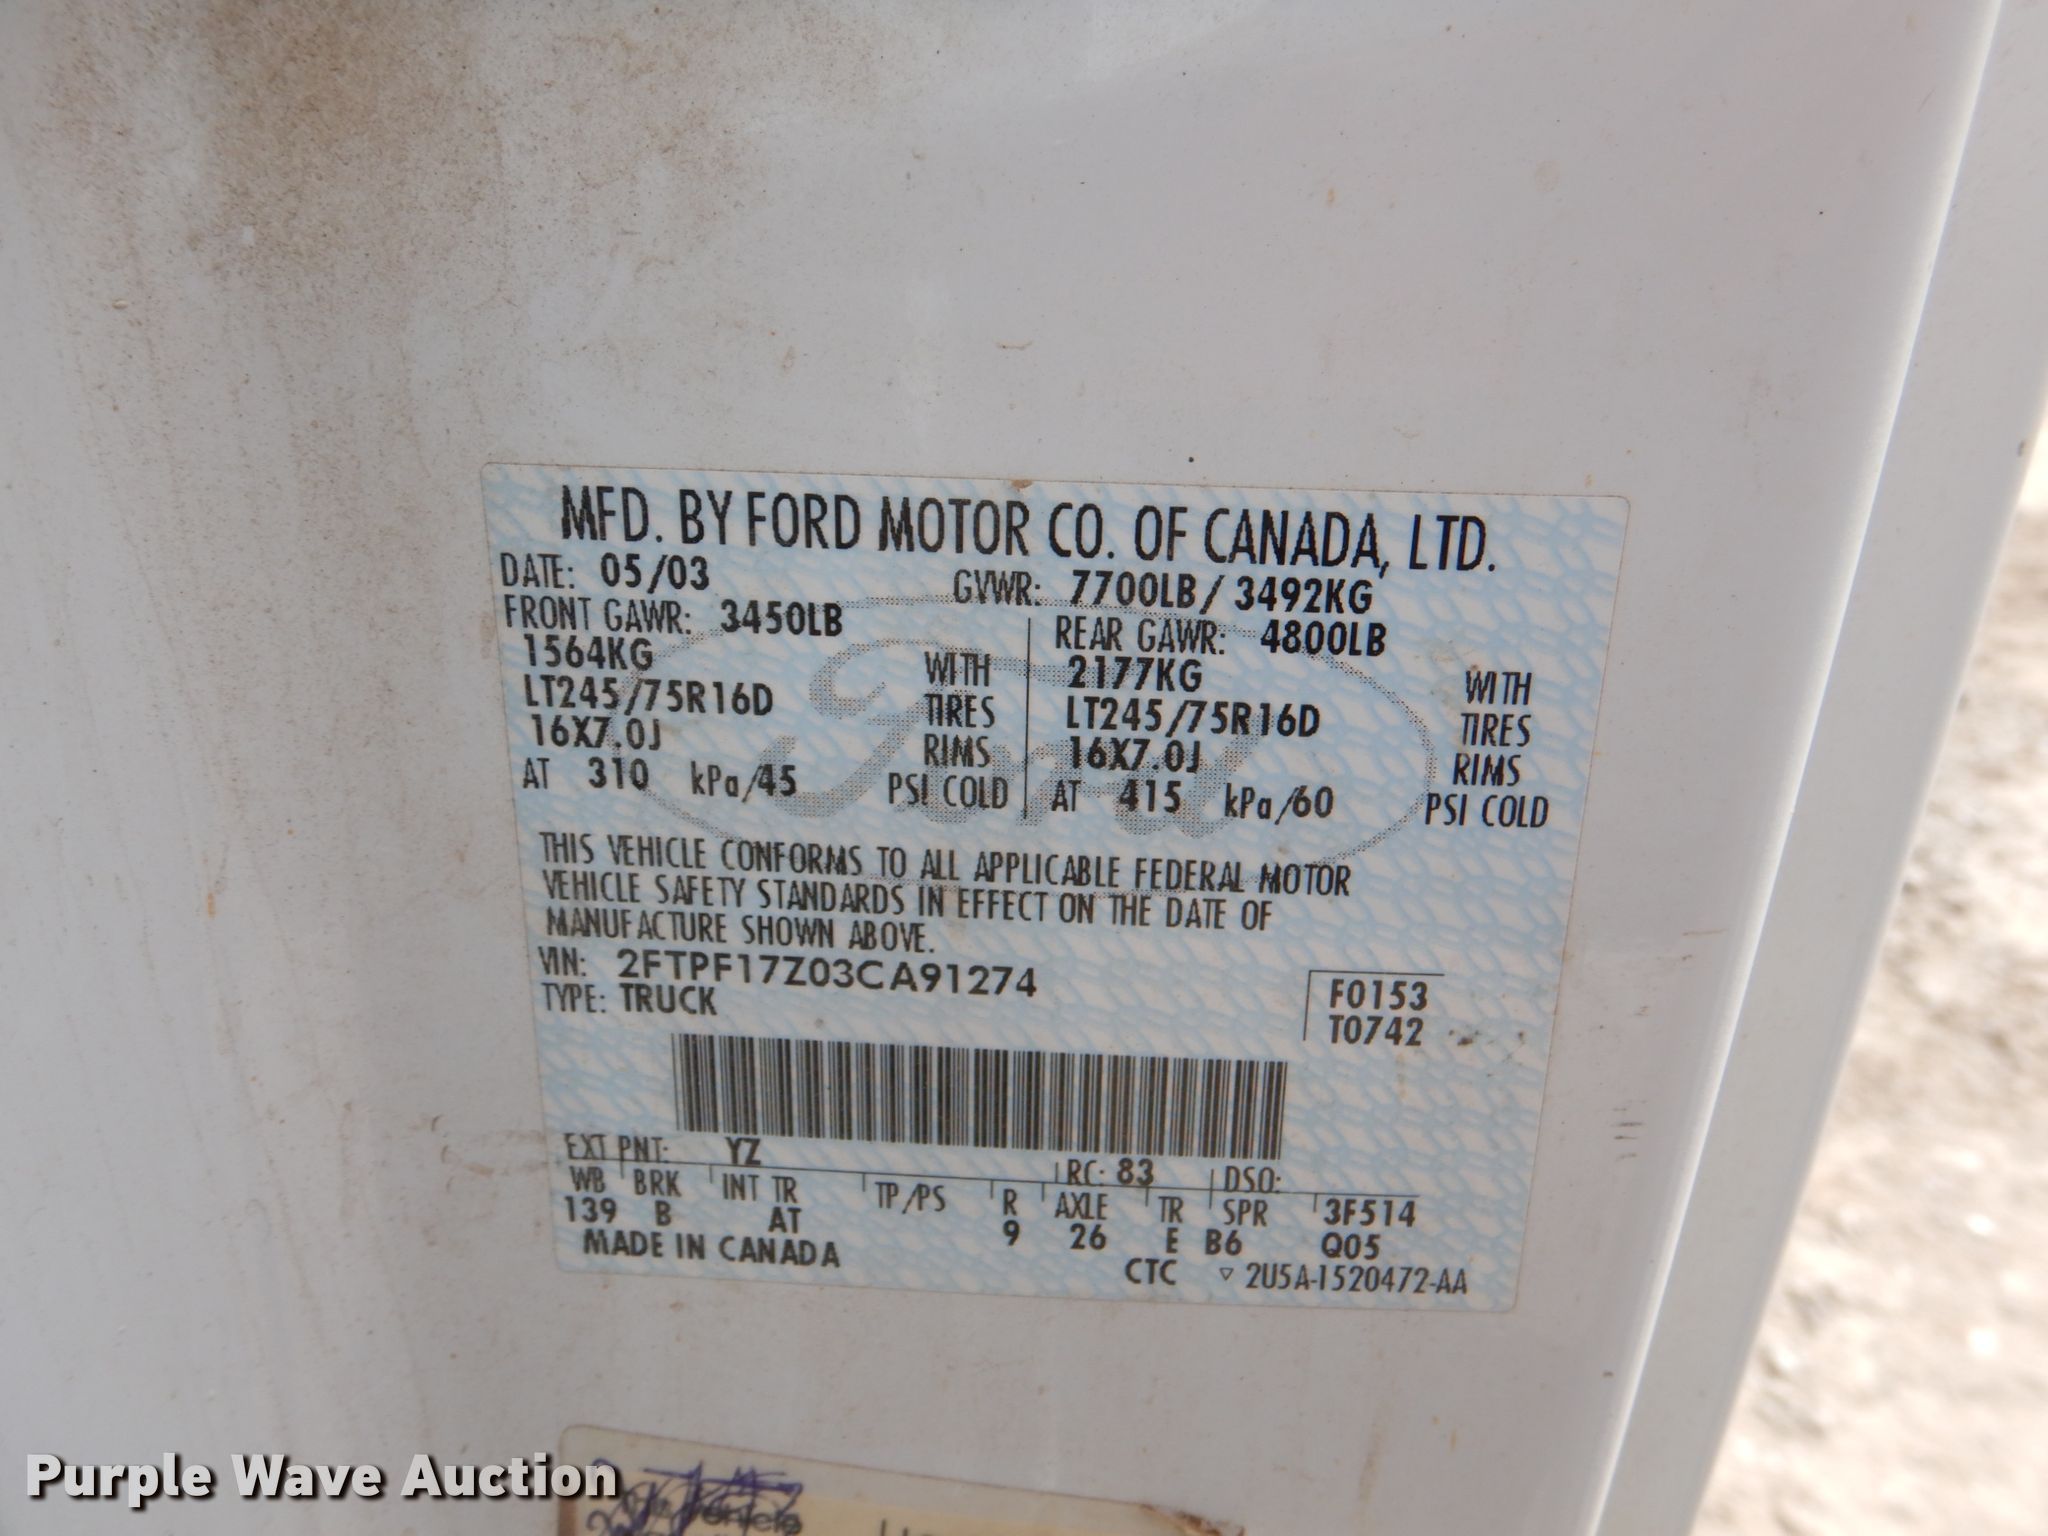 MFD. BY FORD MOTOR CO. OF CANADA, LTD.
DATE: 05/03 GVWR: 7700LB/ 3492KG
FRONT GAWR: 3450LB REAR GAWR: 4800LB
1564KG WITH 2177KG WITH
LT245/75R16D TIRES LT245/75R16D TIRES
16X7.0J RIMS 16X7.0J RIMS
AT 310 kPa/45 PSI COLD AT 415 kPa/60 PSI COLD
Ford
THIS VEHICLE CONFORMS TO ALL APPLICABLE FEDERAL MOTOR
VEHICLE SAFETY STANDARDS IN EFFECT ON THE DATE OF
MANUFACTURE SHOWN ABOVE.
VIN: 2FTPF17Z03CA91274 F0153
TYPE: TRUCK T0742
EXT PNT: YZ RC: 83 DSO:
WB BRK INT TR TP/PS R AXLE TR SPR 3F514
139 B AT 9 26 E B6 Q05
MADE IN CANADA CTC ▽ 2U5A-1520472-AA
Purple Wave Auction